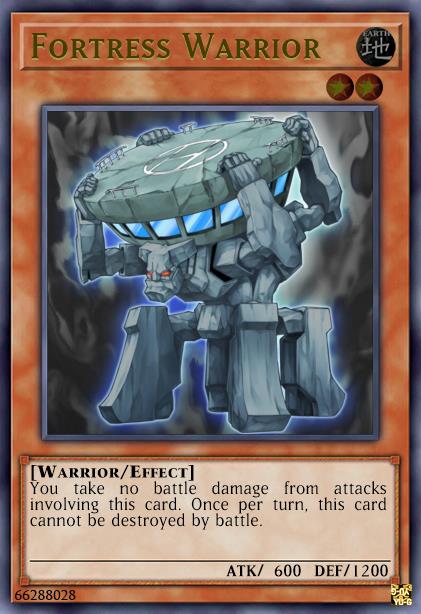 FORTRESS WARRIOR
EARTH
地
[WARRIOR/EFFECT]
You take no battle damage from attacks
involving this card. Once per turn, this card
cannot be destroyed by battle.
ATK/ 600 DEF/1200
66288028